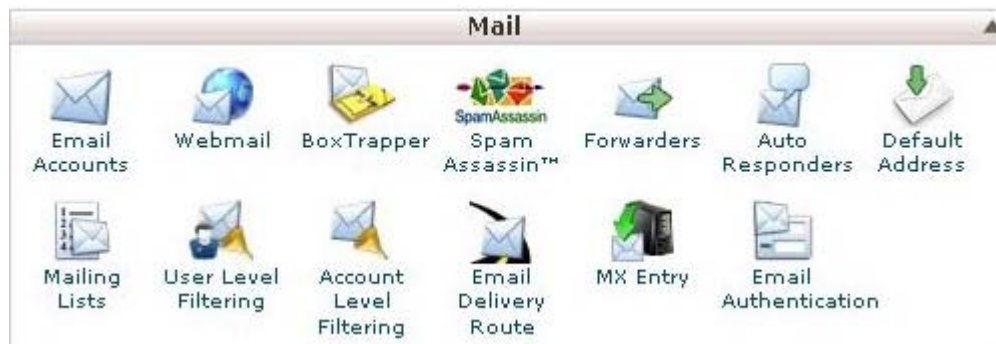 Mail
Email Accounts
Webmail
BoxTrapper
SpamAssassin
Spam Assassin™
Forwarders
Auto Responders
Default Address
Mailing Lists
User Level Filtering
Account Level Filtering
Email Delivery Route
MX Entry
Email Authentication